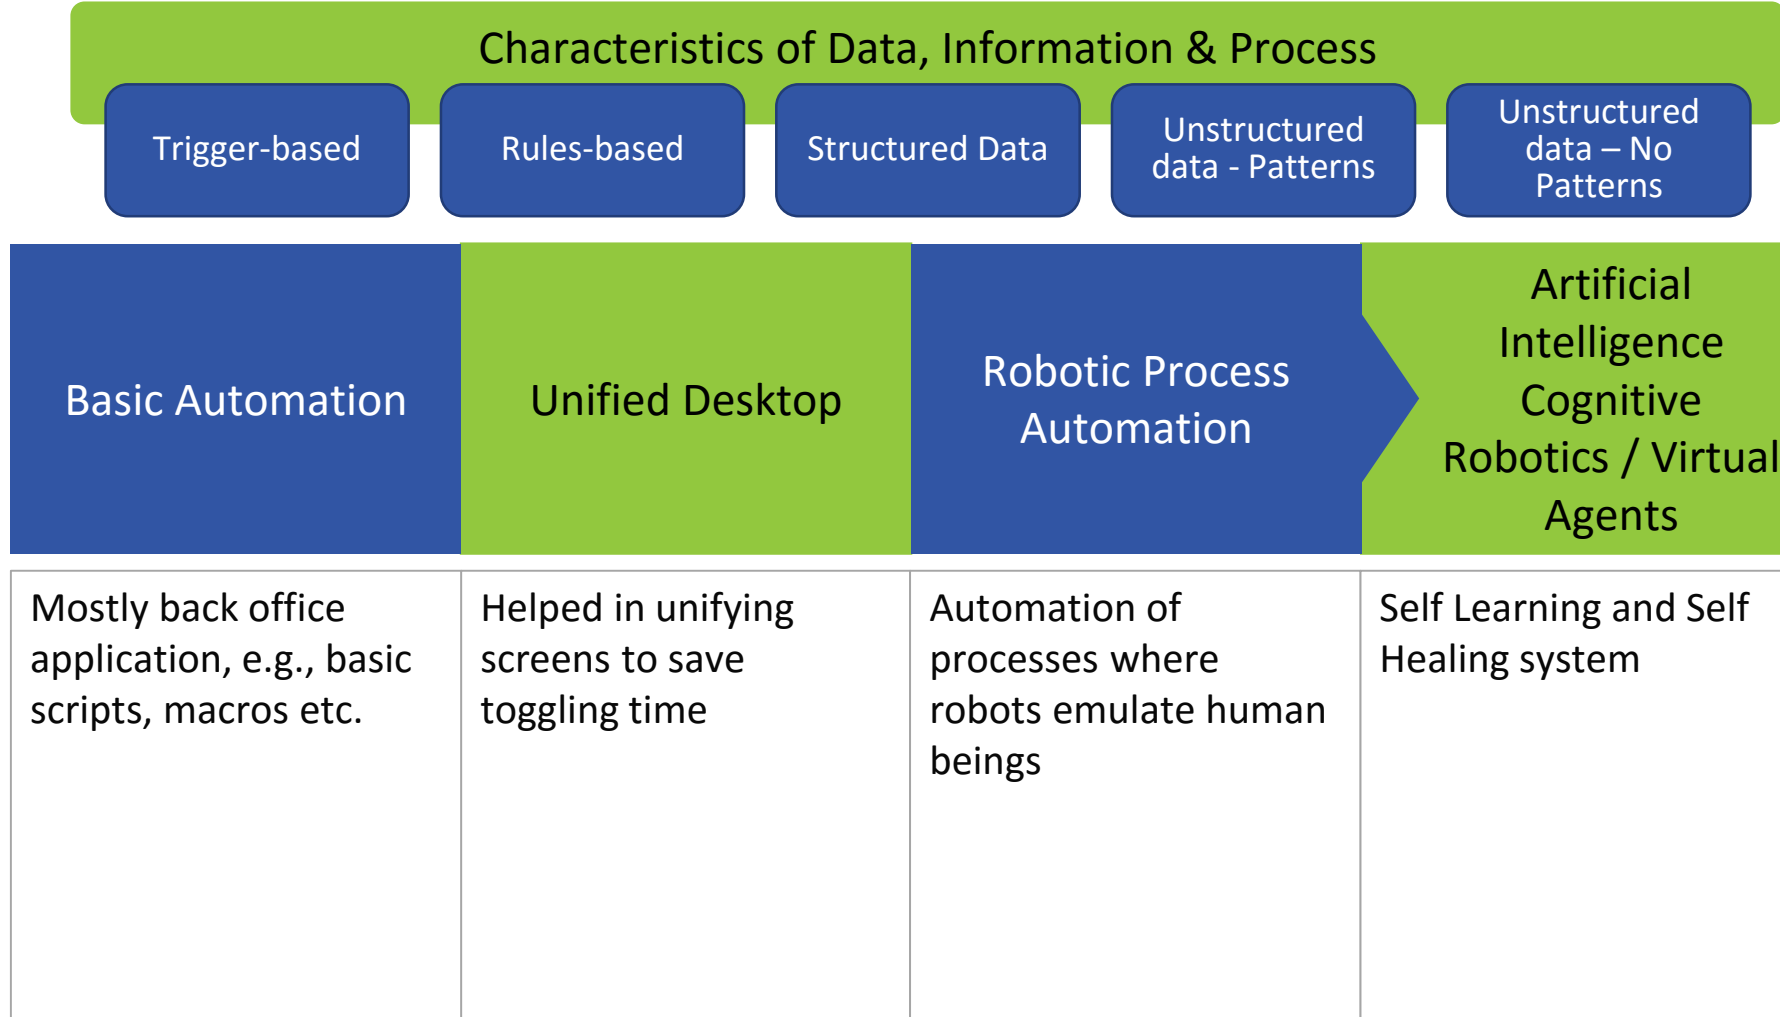 Characteristics of Data, Information & Process
Trigger-based
Rules-based
Structured Data
Unstructured
data - Patterns
Unstructured
data – No
Patterns
Basic Automation
Unified Desktop
Robotic Process
Automation
Artificial
Intelligence
Cognitive
Robotics / Virtual
Agents
Mostly back office
application, e.g., basic
scripts, macros etc.
Helped in unifying
screens to save
toggling time
Automation of
processes where
robots emulate human
beings
Self Learning and Self
Healing system